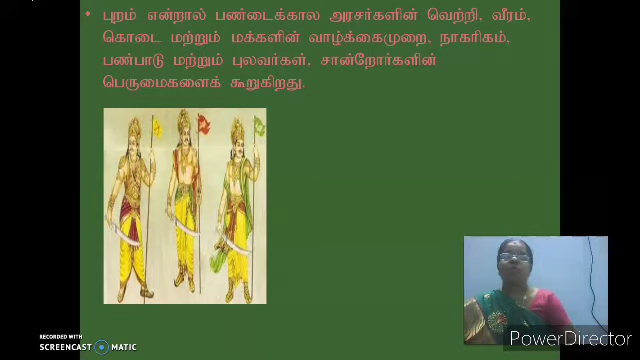 • புறம் என்றால் பண்டைக்கால அரசர்களின் வெற்றி, வீரம்,
கொடை மற்றும் மக்களின் வாழ்க்கைமுறை, நாகரிகம்,
பண்பாடு மற்றும் புலவர்கள், சான்றோர்களின்
பெருமைகளைக் கூறுகிறது.
RECORDED WITH
SCREENCAST MATIC
PowerDirector